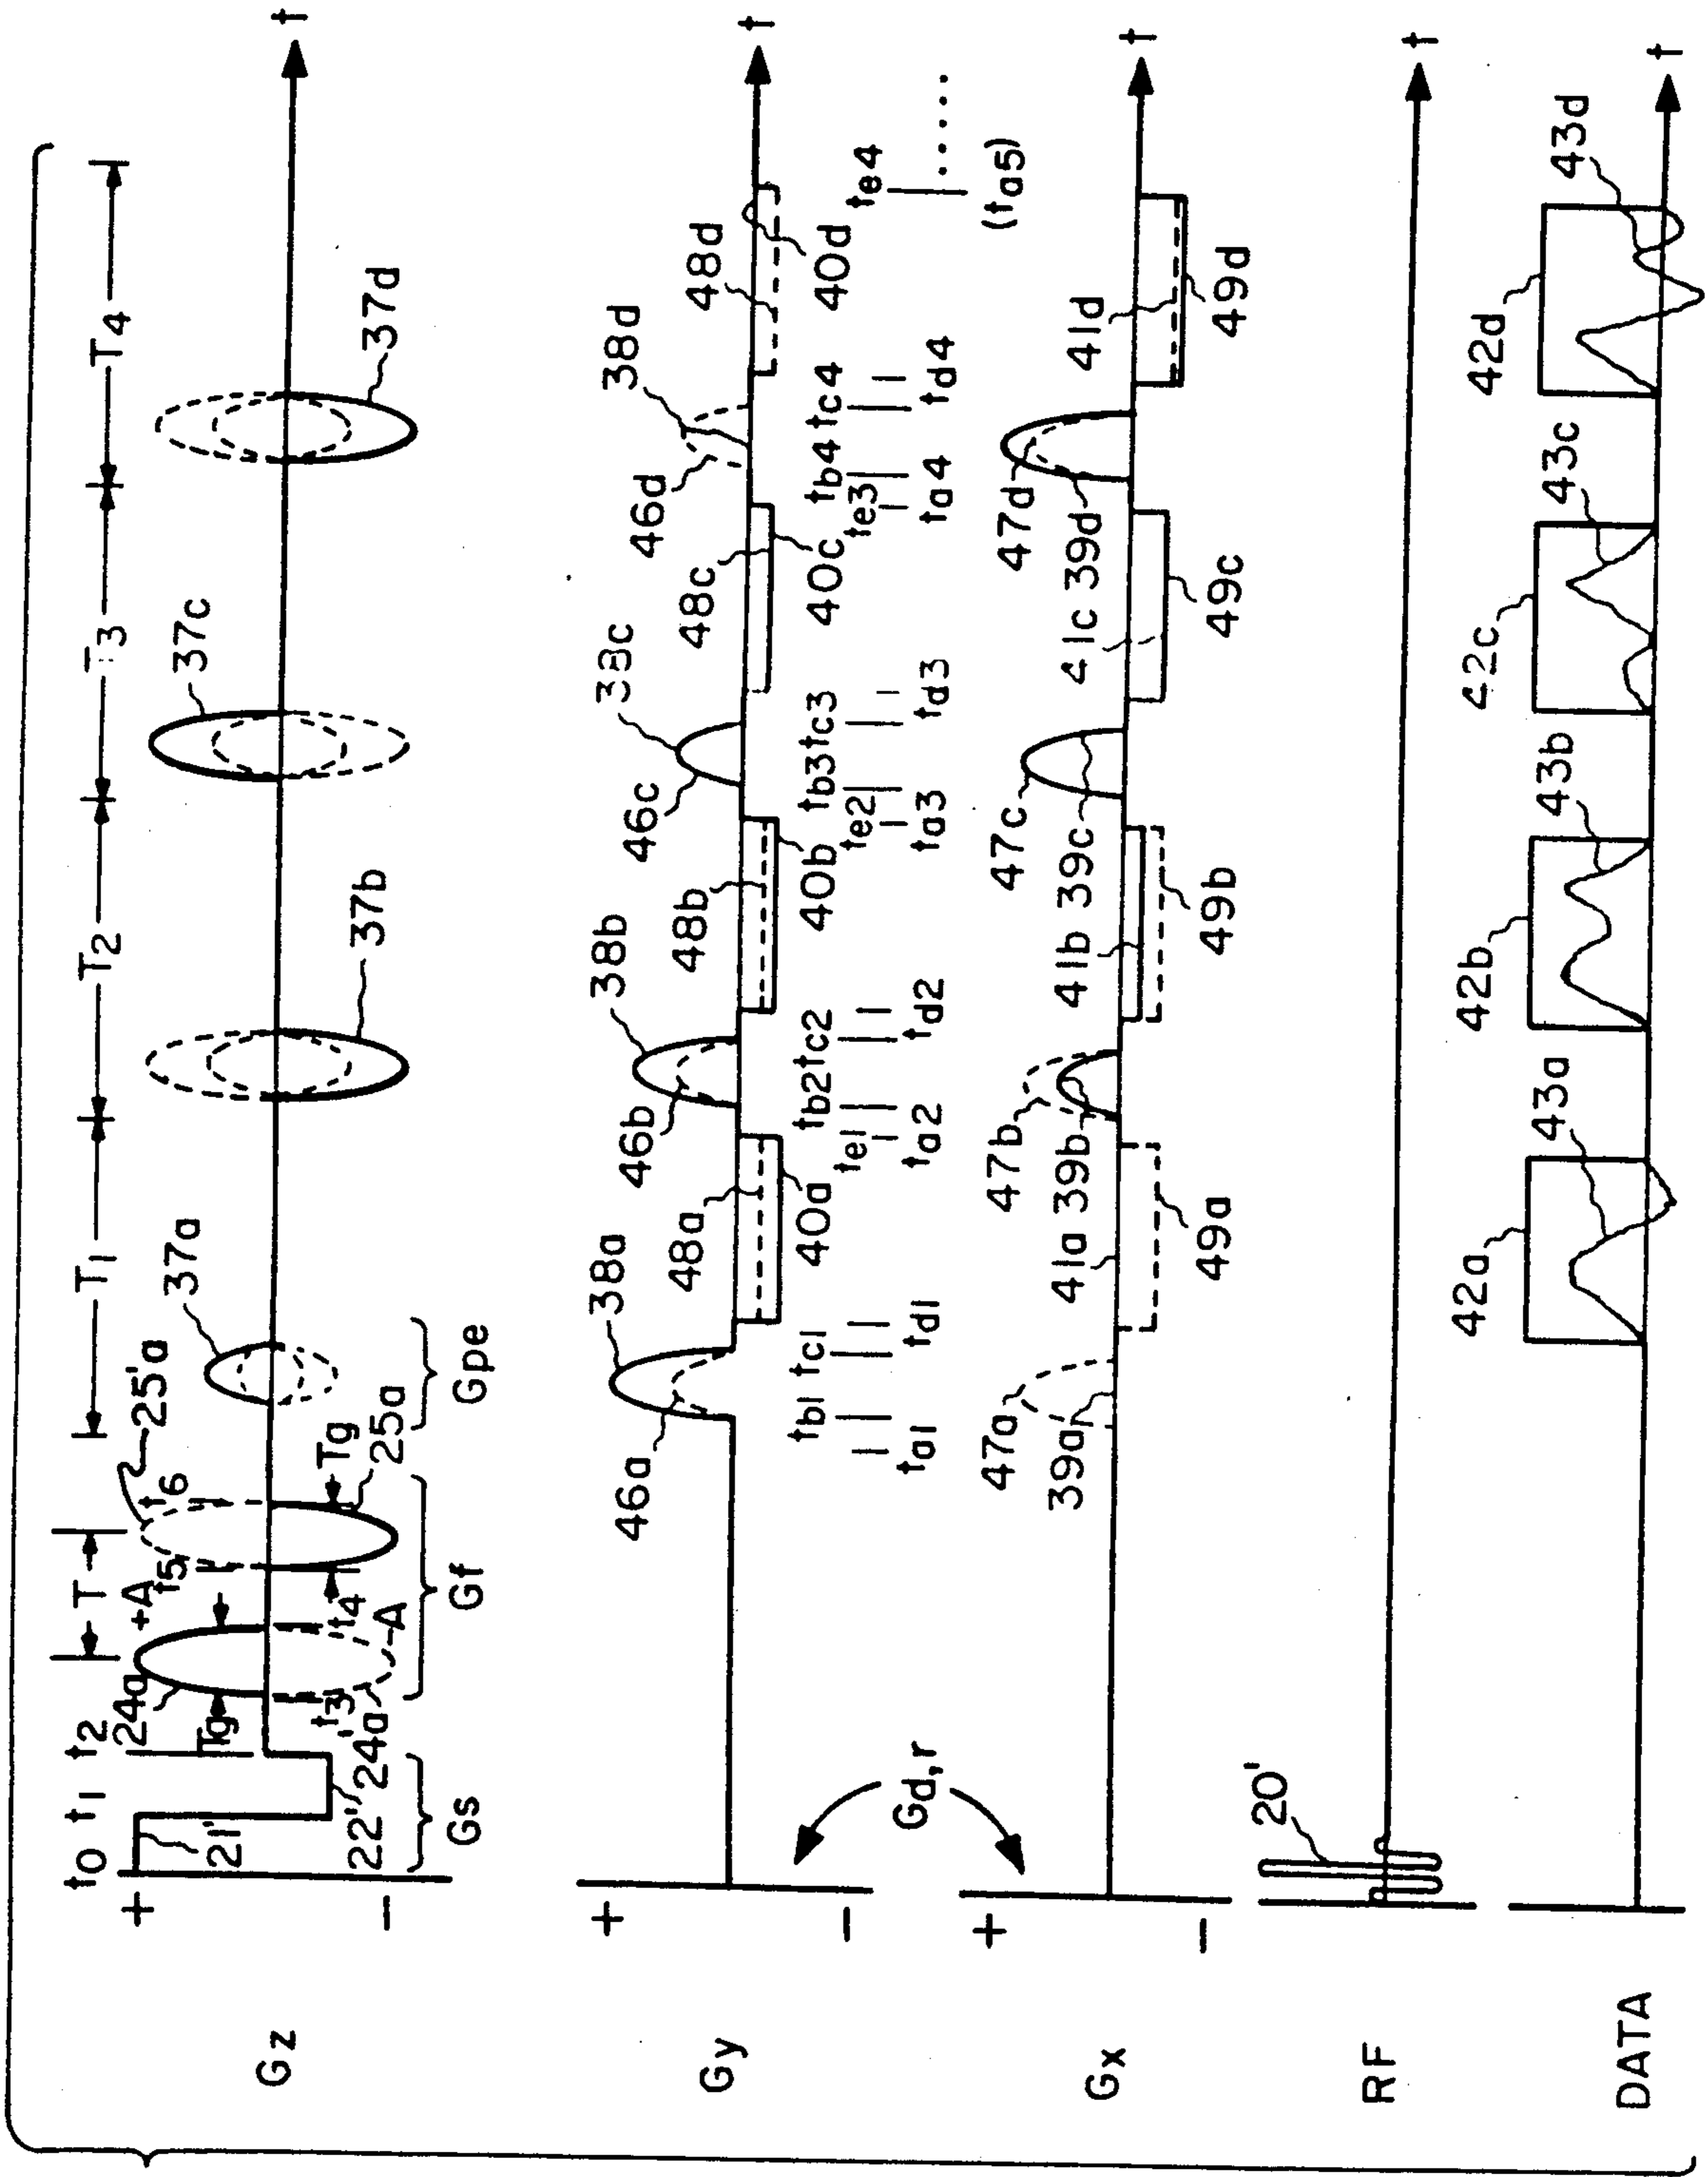 T T1 T2 T3 T4
t0 t1 t2 +A t5 t6 25'a 37a 37c
+ 24a
21' Tg
Gz
- 22' 24'a t3 t4 -A Tg 25a 37b 37d
Gs Gf Gpe
38a 38b 38c 38d
46a 48a 46b 48b 46c 48c 46d 48d
+
Gy
- 40a 40b 40c 40d
tb1 tc1 te1 tb2 tc2 te2 tb3 tc3 te3 tb4 tc4 te4
ta1 td1 ta2 td2 ta3 td3 ta4 td4 (ta5) .....
Gd,r
47a 47b 47c 47d
39a 41a 39b 41b 39c 41c 39d 41d
+
Gx
- 49a 49b 49c 49d
20'
RF
42a 43a 42b 43b 42c 43c 42d 43d
DATA
t
t
t
t
t